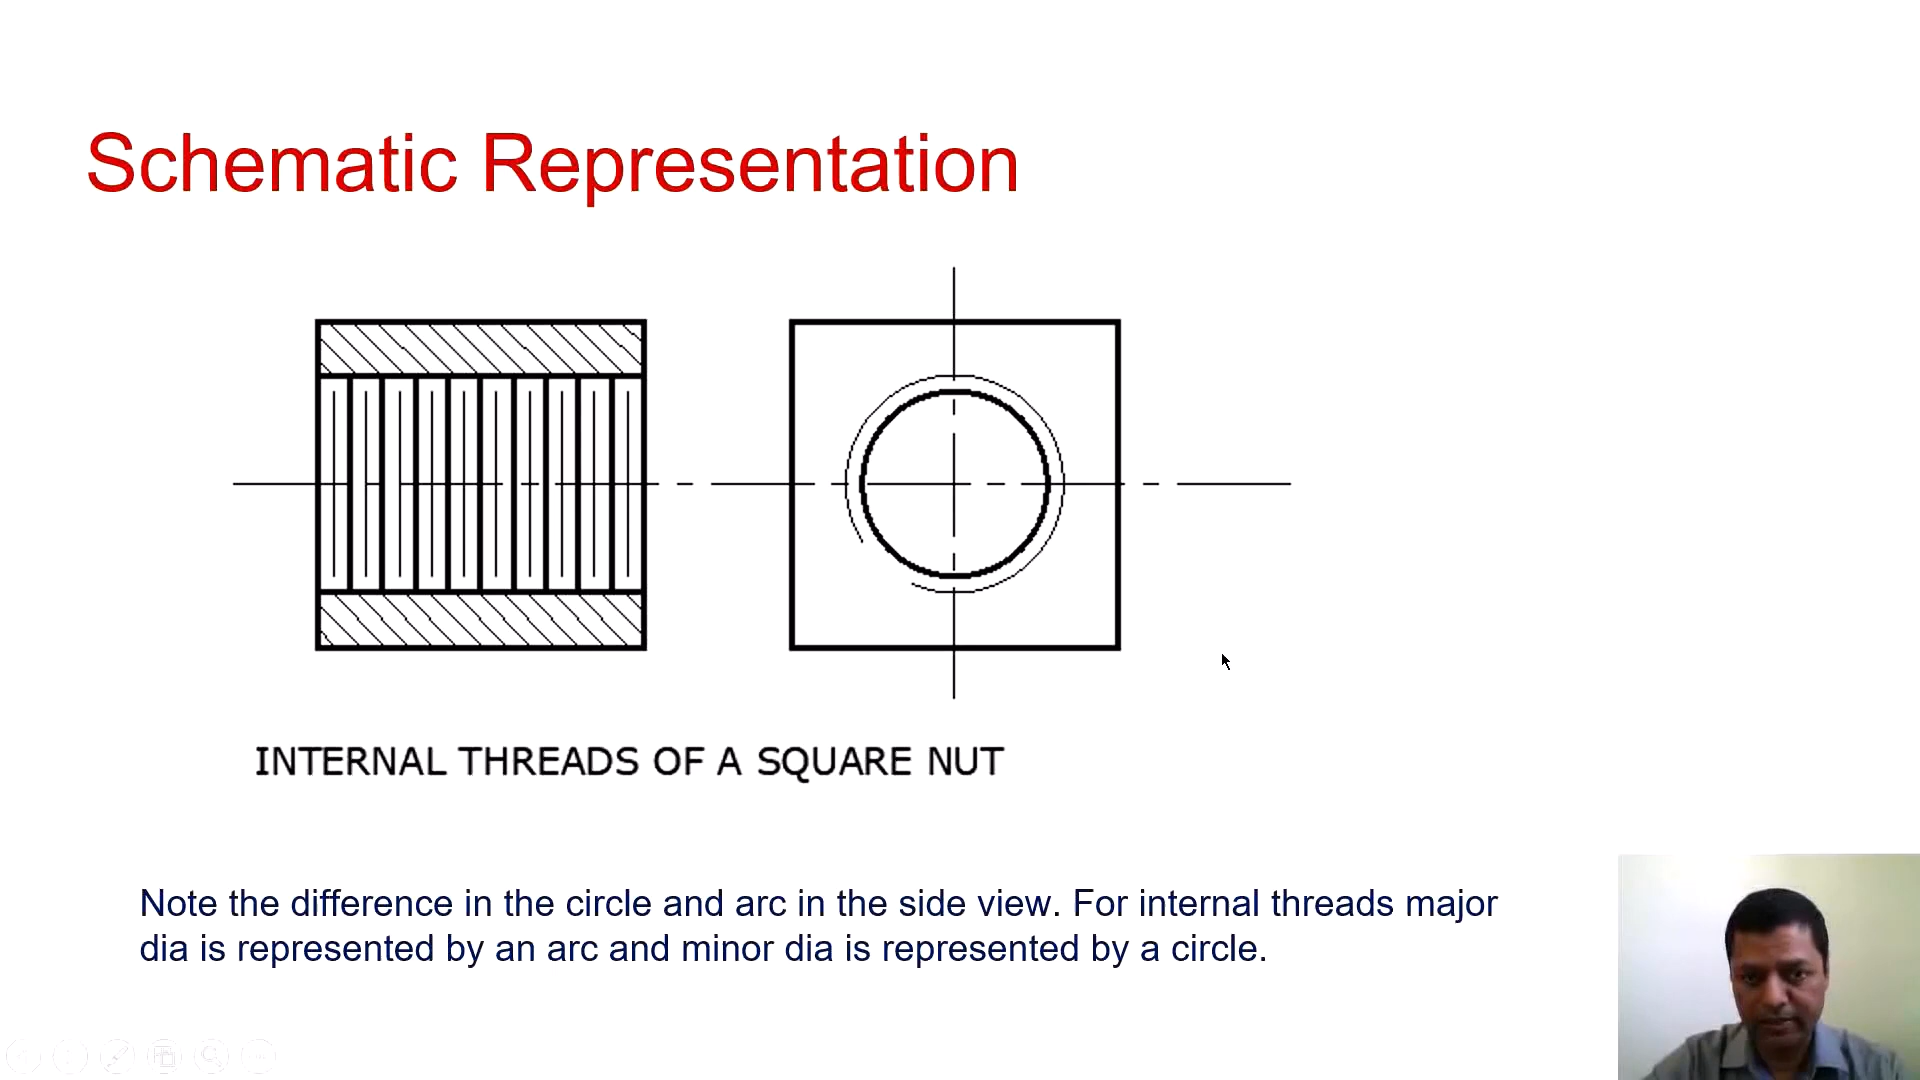 Schematic Representation
INTERNAL THREADS OF A SQUARE NUT
Note the difference in the circle and arc in the side view. For internal threads major
dia is represented by an arc and minor dia is represented by a circle.